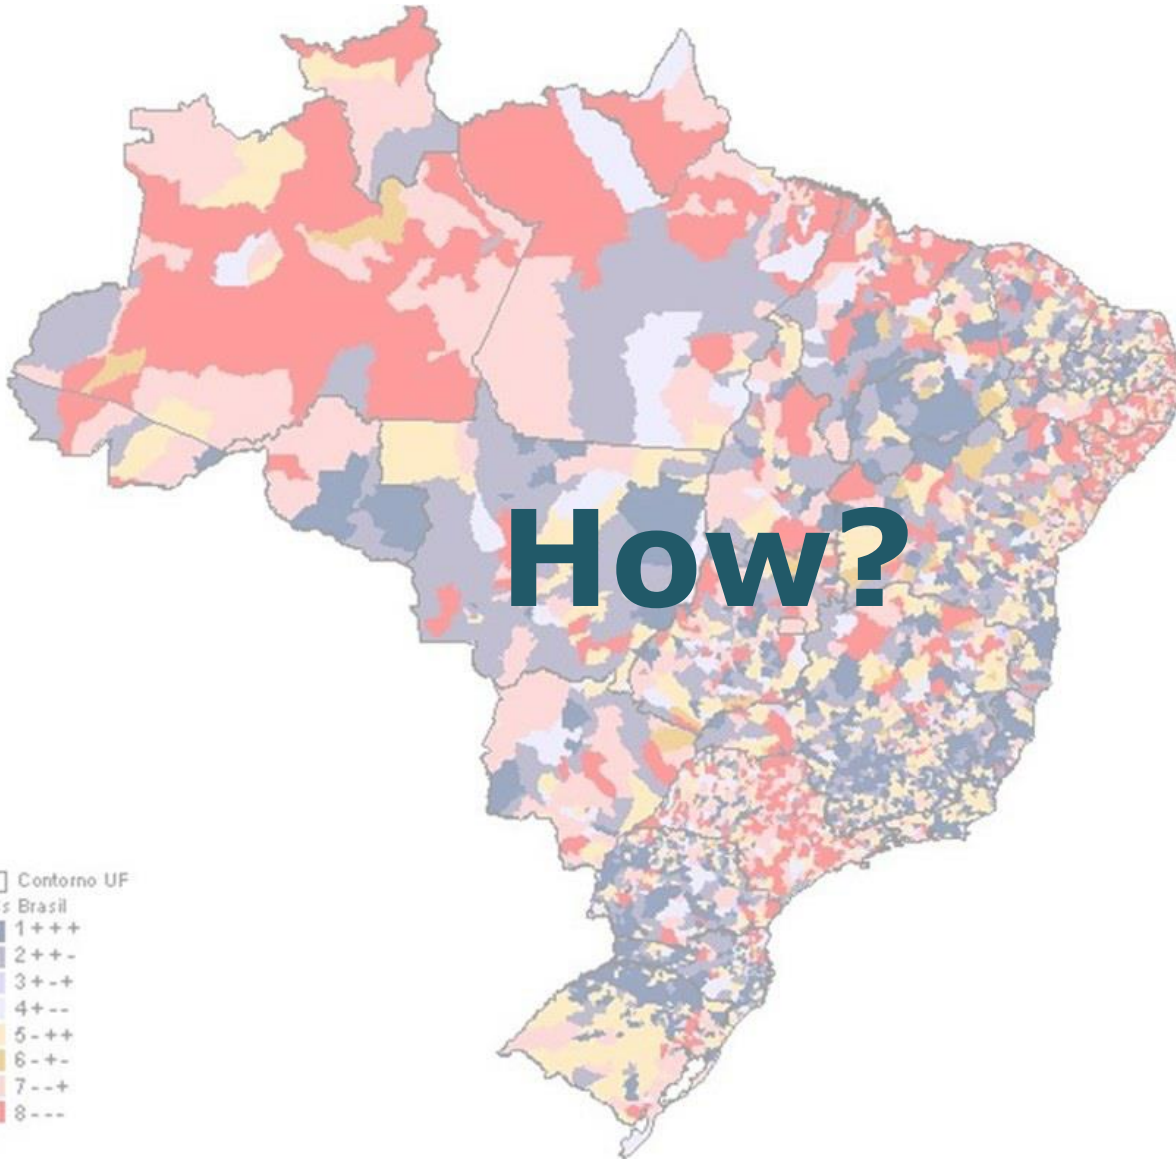 How?
Contorno UF
s Brasil
1 + + +
2 + + -
3 + - +
4 + - -
5 - + +
6 - + -
7 - - +
8 - - -